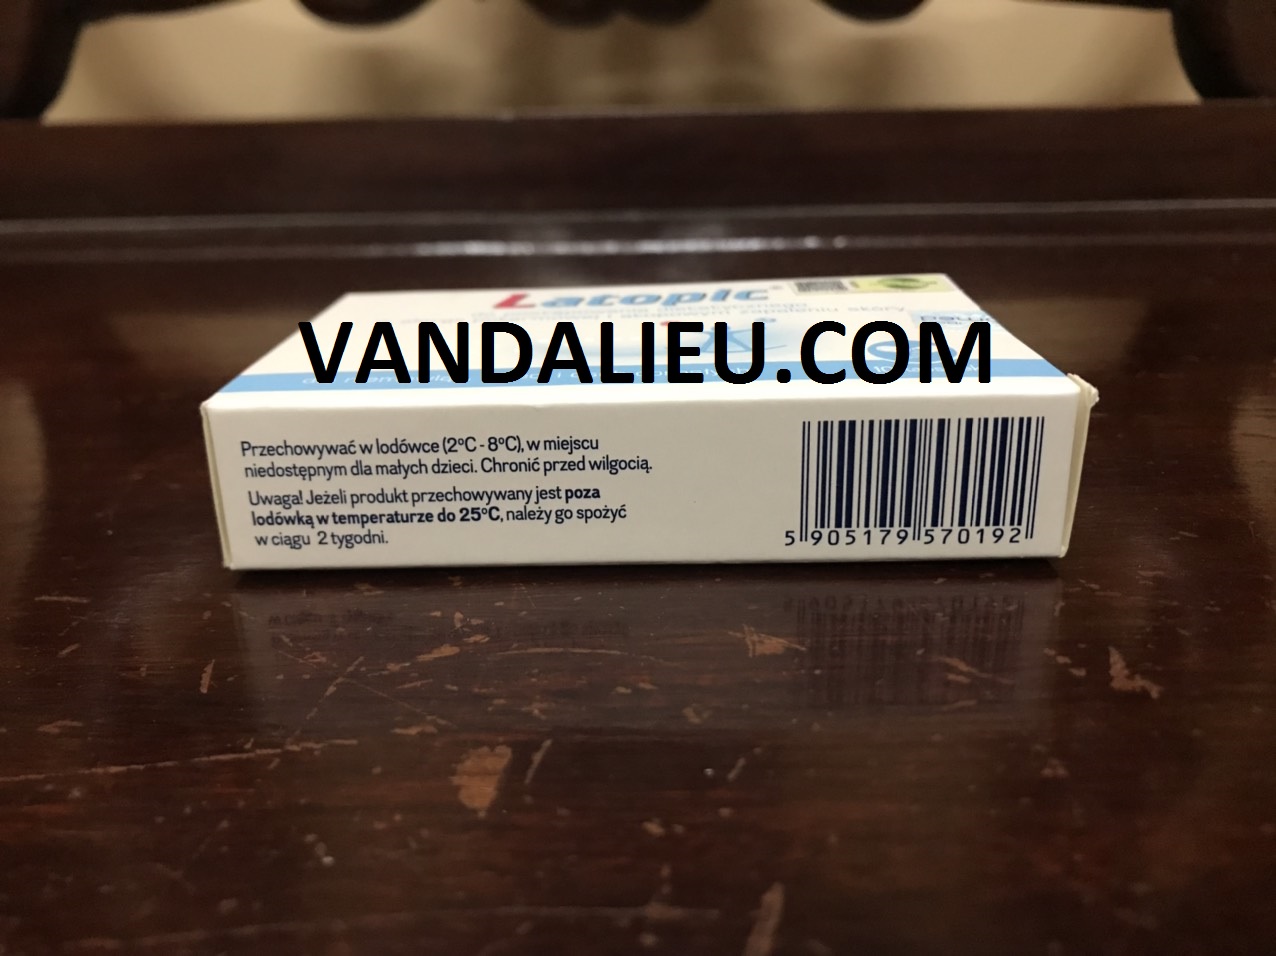 Latopic®
VANDALIEU.COM
Przechowywać w lodówce (2°C - 8°C), w miejscu
niedostępnym dla małych dzieci. Chronić przed wilgocią.
Uwaga! Jeżeli produkt przechowywany jest poza
lodówką w temperaturze do 25°C, należy go spożyć
w ciągu 2 tygodni.
5 905179 570192